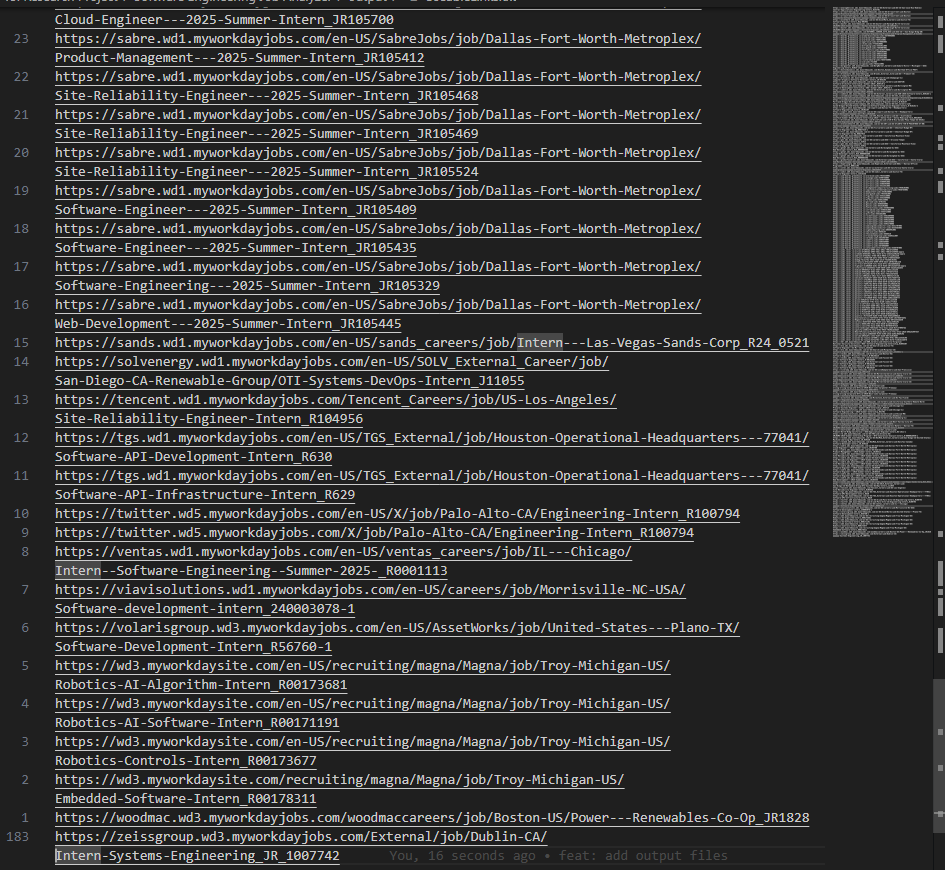 Cloud-Engineer---2025-Summer-Intern_JR105700
23 https://sabre.wd1.myworkdayjobs.com/en-US/SabreJobs/job/Dallas-Fort-Worth-Metroplex/
Product-Management---2025-Summer-Intern_JR105412
22 https://sabre.wd1.myworkdayjobs.com/en-US/SabreJobs/job/Dallas-Fort-Worth-Metroplex/
Site-Reliability-Engineer---2025-Summer-Intern_JR105468
21 https://sabre.wd1.myworkdayjobs.com/en-US/SabreJobs/job/Dallas-Fort-Worth-Metroplex/
Site-Reliability-Engineer---2025-Summer-Intern_JR105469
20 https://sabre.wd1.myworkdayjobs.com/en-US/SabreJobs/job/Dallas-Fort-Worth-Metroplex/
Site-Reliability-Engineer---2025-Summer-Intern_JR105524
19 https://sabre.wd1.myworkdayjobs.com/en-US/SabreJobs/job/Dallas-Fort-Worth-Metroplex/
Software-Engineer---2025-Summer-Intern_JR105409
18 https://sabre.wd1.myworkdayjobs.com/en-US/SabreJobs/job/Dallas-Fort-Worth-Metroplex/
Software-Engineer---2025-Summer-Intern_JR105435
17 https://sabre.wd1.myworkdayjobs.com/en-US/SabreJobs/job/Dallas-Fort-Worth-Metroplex/
Software-Engineering---2025-Summer-Intern_JR105329
16 https://sabre.wd1.myworkdayjobs.com/en-US/SabreJobs/job/Dallas-Fort-Worth-Metroplex/
Web-Development---2025-Summer-Intern_JR105445
15 https://sands.wd1.myworkdayjobs.com/en-US/sands_careers/job/Intern---Las-Vegas-Sands-Corp_R24_0521
14 https://solvenergy.wd1.myworkdayjobs.com/en-US/SOLV_External_Career/job/
San-Diego-CA-Renewable-Group/OTI-Systems-DevOps-Intern_J11055
13 https://tencent.wd1.myworkdayjobs.com/Tencent_Careers/job/US-Los-Angeles/
Site-Reliability-Engineer-Intern_R104956
12 https://tgs.wd1.myworkdayjobs.com/en-US/TGS_External/job/Houston-Operational-Headquarters---77041/
Software-API-Development-Intern_R630
11 https://tgs.wd1.myworkdayjobs.com/en-US/TGS_External/job/Houston-Operational-Headquarters---77041/
Software-API-Infrastructure-Intern_R629
10 https://twitter.wd5.myworkdayjobs.com/en-US/X/job/Palo-Alto-CA/Engineering-Intern_R100794
9 https://twitter.wd5.myworkdayjobs.com/X/job/Palo-Alto-CA/Engineering-Intern_R100794
8 https://ventas.wd1.myworkdayjobs.com/en-US/ventas_careers/job/IL---Chicago/
Intern--Software-Engineering--Summer-2025-_R0001113
7 https://viavisolutions.wd1.myworkdayjobs.com/en-US/careers/job/Morrisville-NC-USA/
Software-development-intern_240003078-1
6 https://volarisgroup.wd3.myworkdayjobs.com/en-US/AssetWorks/job/United-States---Plano-TX/
Software-Development-Intern_R56760-1
5 https://wd3.myworkdaysite.com/en-US/recruiting/magna/Magna/job/Troy-Michigan-US/
Robotics-AI-Algorithm-Intern_R00173681
4 https://wd3.myworkdaysite.com/en-US/recruiting/magna/Magna/job/Troy-Michigan-US/
Robotics-AI-Software-Intern_R00171191
3 https://wd3.myworkdaysite.com/en-US/recruiting/magna/Magna/job/Troy-Michigan-US/
Robotics-Controls-Intern_R00173677
2 https://wd3.myworkdaysite.com/recruiting/magna/Magna/job/Troy-Michigan-US/
Embedded-Software-Intern_R00178311
1 https://woodmac.wd3.myworkdayjobs.com/woodmaccareers/job/Boston-US/Power---Renewables-Co-Op_JR1828
183 https://zeissgroup.wd3.myworkdayjobs.com/External/job/Dublin-CA/
Intern-Systems-Engineering_JR_1007742 You, 16 seconds ago • feat: add output files